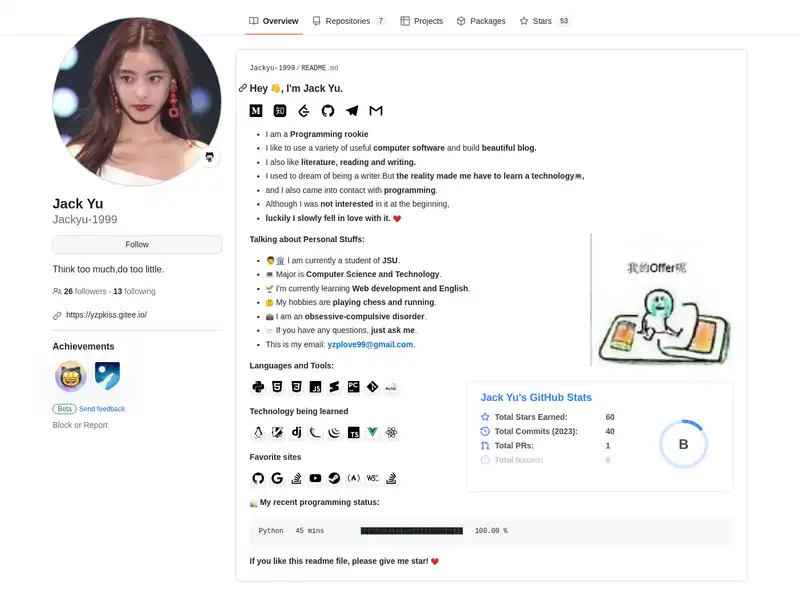 Overview
Repositories 7
Projects
Packages
Stars 53
Jack Yu
Jackyu-1999
Follow
Think too much,do too little.
26 followers · 13 following
https://yzpkiss.gitee.io/
Achievements
Beta Send feedback
Block or Report
Jackyu-1999/README.md
Hey 👋, I'm Jack Yu.
I am a Programming rookie
I like to use a variety of useful computer software and build beautiful blog.
I also like literature, reading and writing.
I used to dream of being a writer.But the reality made me have to learn a technology💻,
and I also came into contact with programming.
Although I was not interested in it at the beginning,
luckily I slowly fell in love with it. ❤️
Talking about Personal Stuffs:
👨🏛️ I am currently a student of JSU.
💻 Major is Computer Science and Technology.
🌱 I'm currently learning Web development and English.
🤔 My hobbies are playing chess and running.
💼 I am an obsessive-compulsive disorder.
If you have any questions, just ask me.
This is my email: yzplove99@gmail.com.
我的Offer呢
Languages and Tools:
JS
PC
Technology being learned
dj
TS
Favorite sites
Jack Yu's GitHub Stats
Total Stars Earned: 60
Total Commits (2023): 40
Total PRs: 1
Total Issues: 6
B
📊 My recent programming status:
Python 45 mins 100.00 %
If you like this readme file, please give me star! ❤️